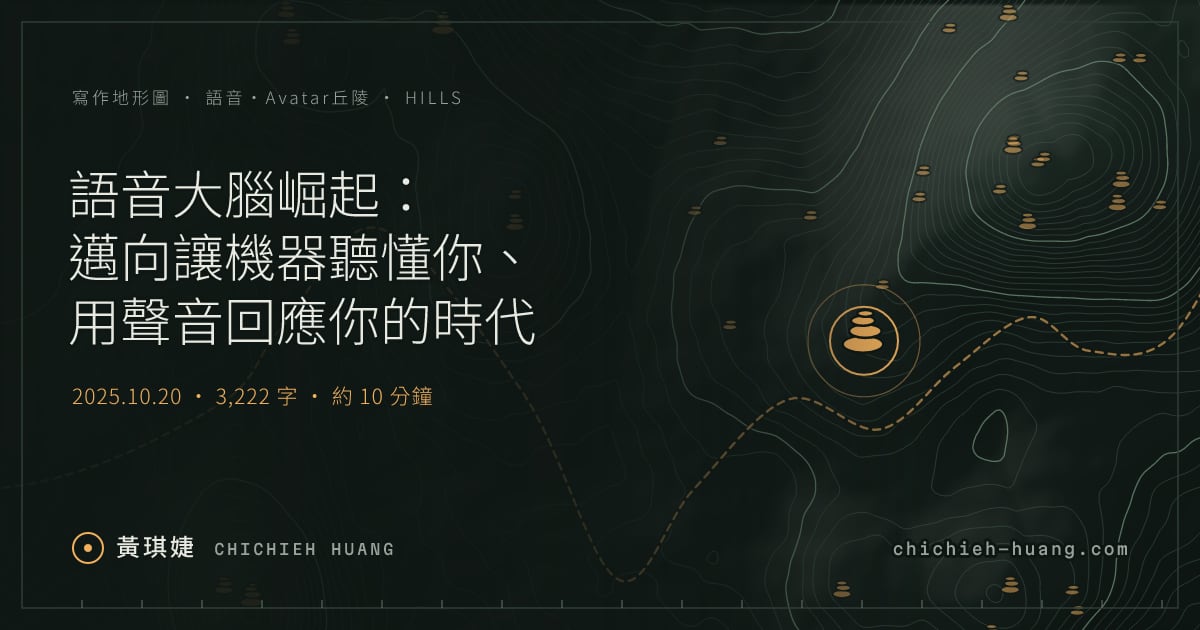 寫作地形圖 · 語音・Avatar丘陵 · HILLS
語音大腦崛起：
邁向讓機器聽懂你、
用聲音回應你的時代
2025.10.20 · 3,222 字 · 約 10 分鐘
黃琪婕 CHICHIEH HUANG
chichieh-huang.com